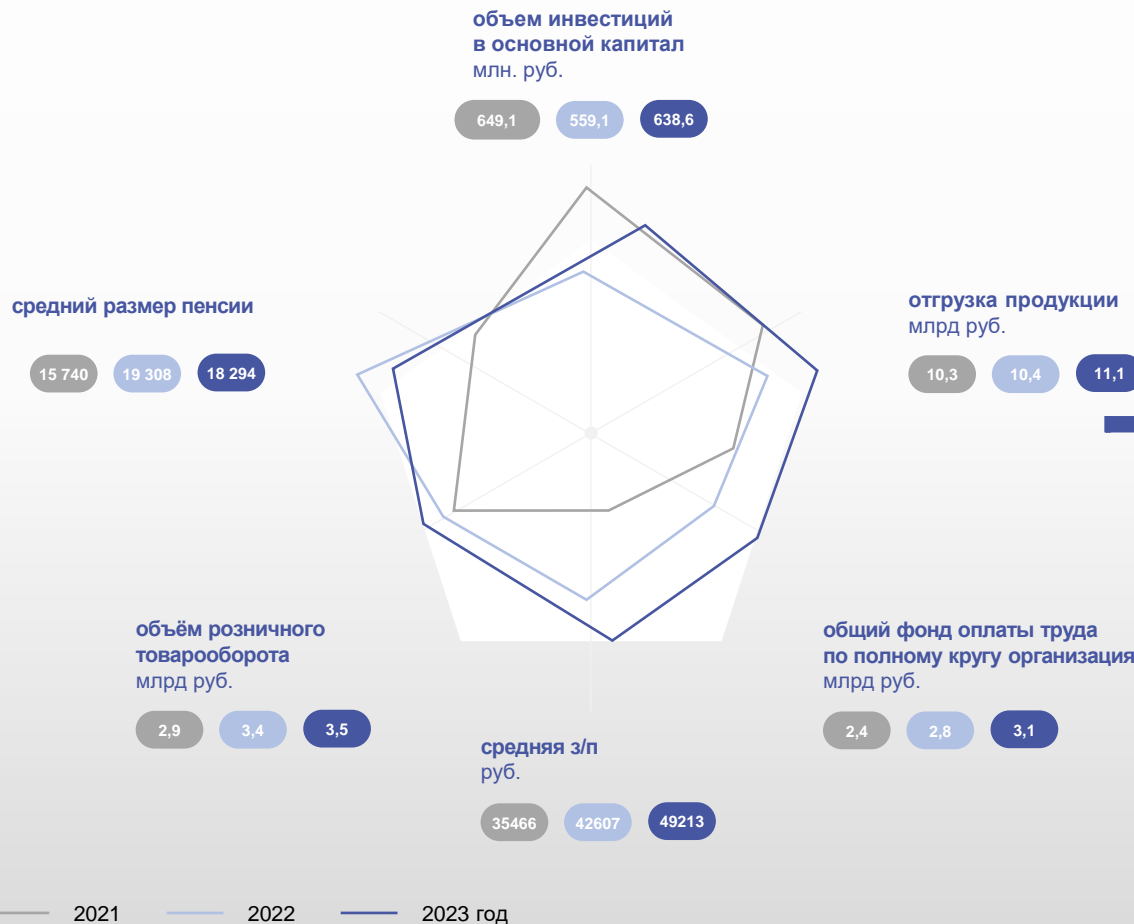 объем инвестиций
в основной капитал
млн. руб.
649,1 559,1 638,6
средний размер пенсии
15 740 19 308 18 294
отгрузка продукции
млрд руб.
10,3 10,4 11,1
объём розничного
товарооборота
млрд руб.
2,9 3,4 3,5
общий фонд оплаты труда
по полному кругу организация
млрд руб.
2,4 2,8 3,1
средняя з/п
руб.
35466 42607 49213
2021 2022 2023 год